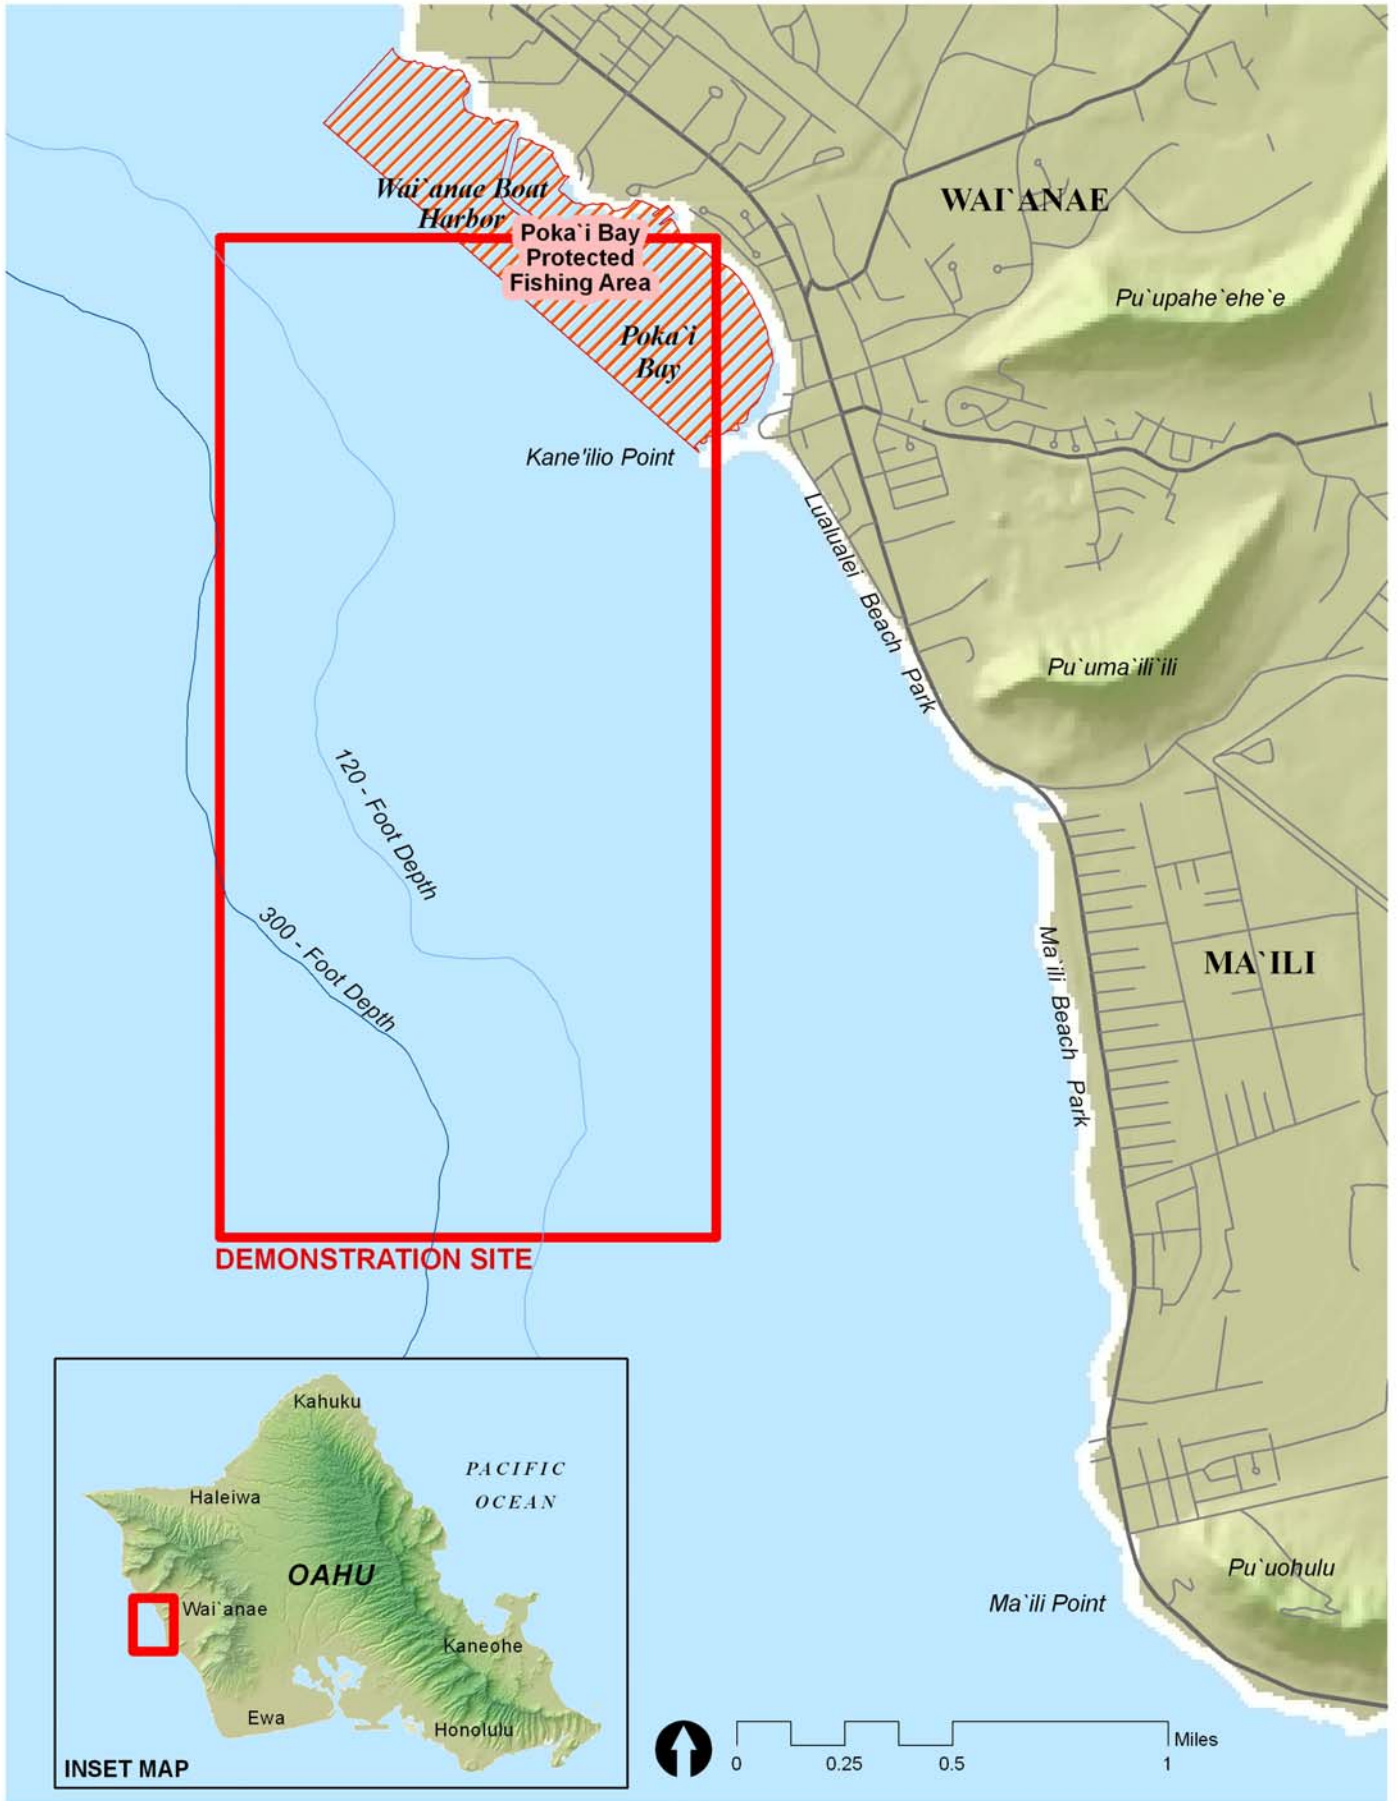 Wai`anae Boat
Harbor
Poka`i Bay
Protected
Fishing Area
WAI`ANAE
Pu`upahe`ehe`e
Poka`i
Bay
Kane'ilio Point
Lualualei Beach Park
Pu`uma`ili`ili
120 - Foot Depth
300 - Foot Depth
Ma`ili Beach Park
MA`ILI
DEMONSTRATION SITE
Kahuku
PACIFIC
OCEAN
Haleiwa
OAHU
Wai`anae
Kaneohe
Ewa
Honolulu
INSET MAP
Pu`uohulu
Ma`ili Point
Miles
0 0.25 0.5 1